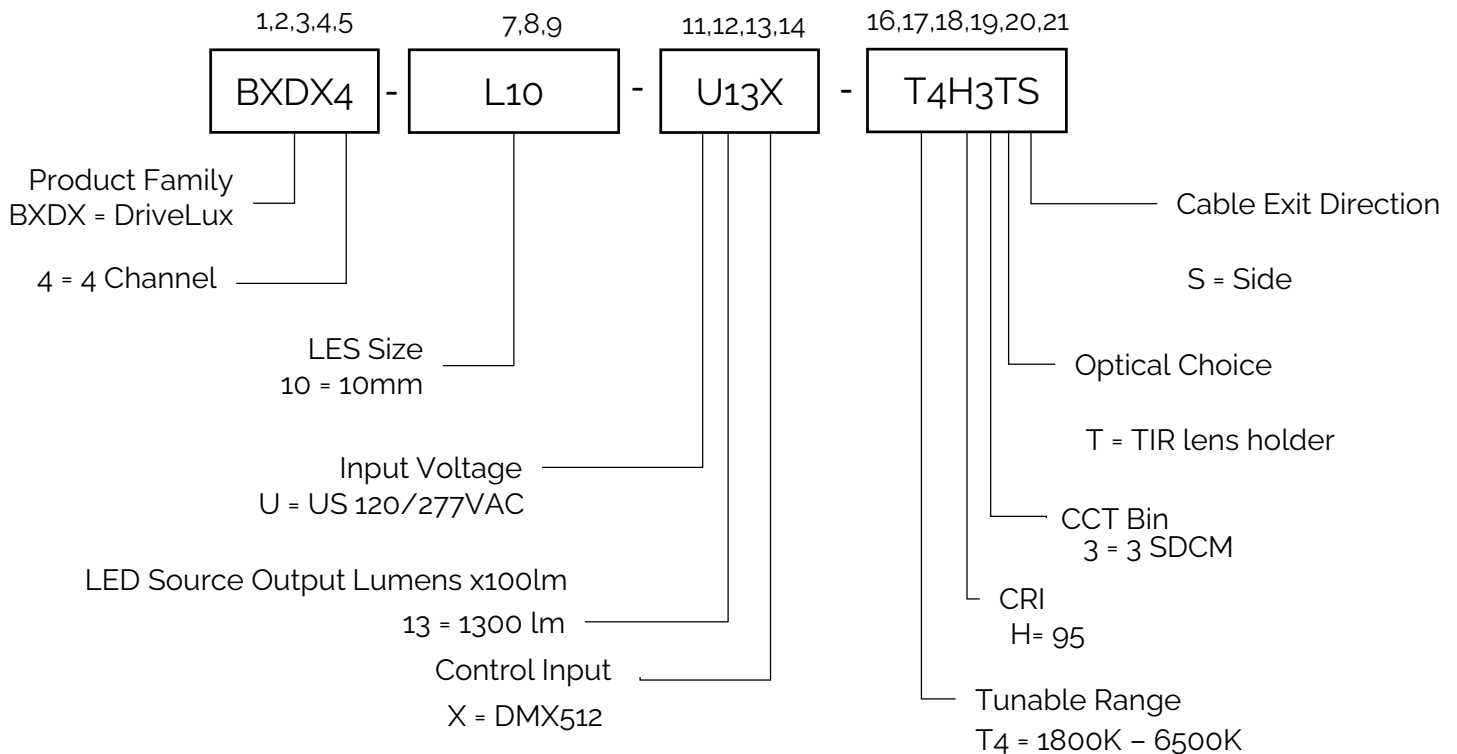 1,2,3,4,5 7,8,9 11,12,13,14 16,17,18,19,20,21
BXDX4 - L10 - U13X - T4H3TS
Product Family
BXDX = DriveLux
Cable Exit Direction
4 = 4 Channel
S = Side
LES Size
10 = 10mm
Optical Choice
T = TIR lens holder
Input Voltage
U = US 120/277VAC
CCT Bin
3 = 3 SDCM
LED Source Output Lumens x100lm
13 = 1300 lm
CRI
H= 95
Control Input
X = DMX512
Tunable Range
T4 = 1800K – 6500K